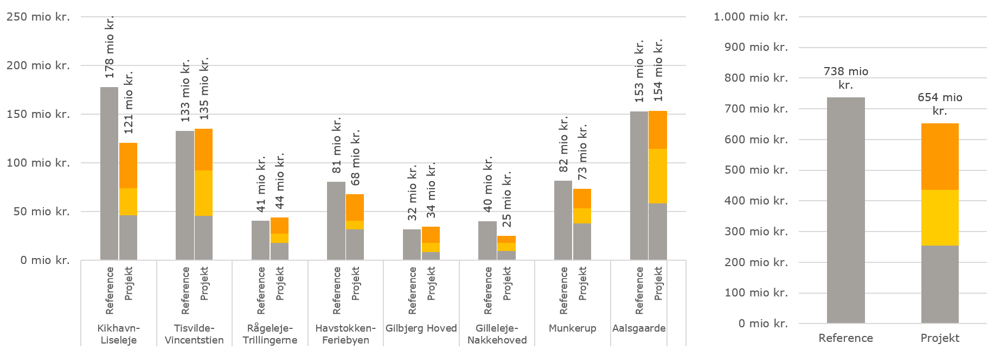 250 mio kr.
200 mio kr.
150 mio kr.
100 mio kr.
50 mio kr.
0 mio kr.
178 mio kr.
121 mio kr.
133 mio kr.
135 mio kr.
41 mio kr.
44 mio kr.
81 mio kr.
68 mio kr.
32 mio kr.
34 mio kr.
40 mio kr.
25 mio kr.
82 mio kr.
73 mio kr.
153 mio kr.
154 mio kr.
Reference
Projekt
Reference
Projekt
Reference
Projekt
Reference
Projekt
Reference
Projekt
Reference
Projekt
Reference
Projekt
Reference
Projekt
Kikhavn-
Liseleje
Tisvilde-
Vincentstien
Rågeleje-
Trillingerne
Havstokken-
Feriebyen
Gilbjerg Hoved
Gilleleje-
Nakkehoved
Munkerup
Aalsgaarde
1.000 mio kr.
900 mio kr.
800 mio kr.
700 mio kr.
600 mio kr.
500 mio kr.
400 mio kr.
300 mio kr.
200 mio kr.
100 mio kr.
0 mio kr.
738 mio
kr.
654 mio
kr.
Reference
Projekt